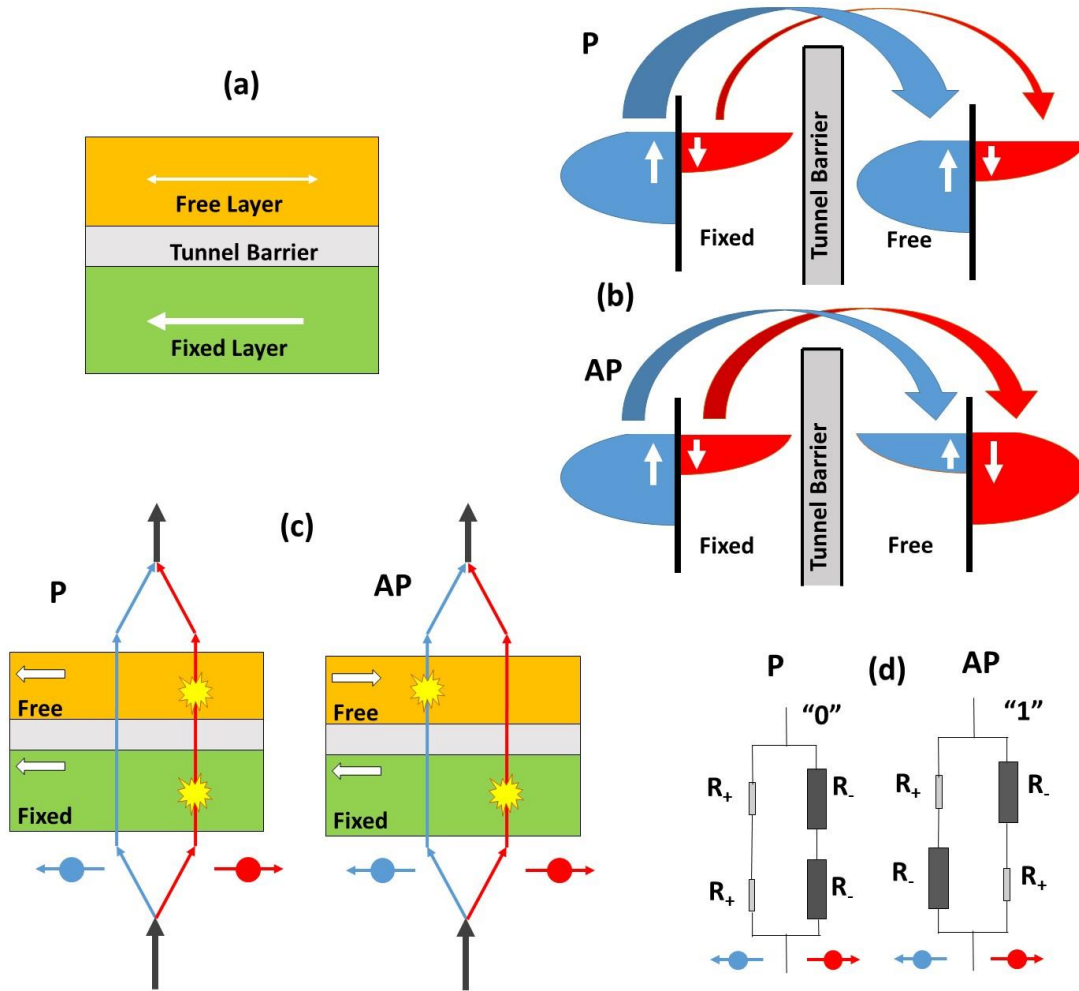 (a)
Free Layer
Tunnel Barrier
Fixed Layer
P
Tunnel Barrier
Fixed
Free
(b)
AP
Tunnel Barrier
Fixed
Free
(c)
P
AP
Free
Fixed
Free
Fixed
P
(d)
AP
“0”
“1”
R+
R-
R+
R-
R+
R-
R-
R+